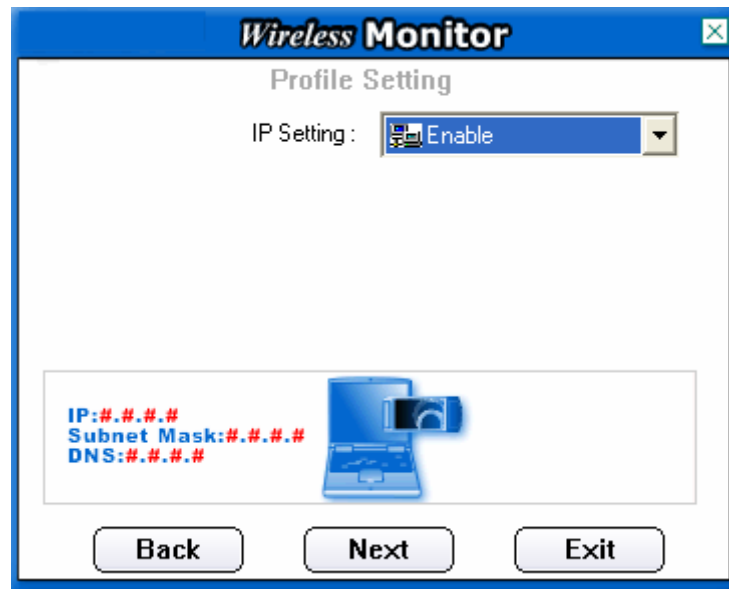 Wireless Monitor
Profile Setting
IP Setting : Enable
IP:#.#.#.#
Subnet Mask:#.#.#.#
DNS:#.#.#.#
Back Next Exit